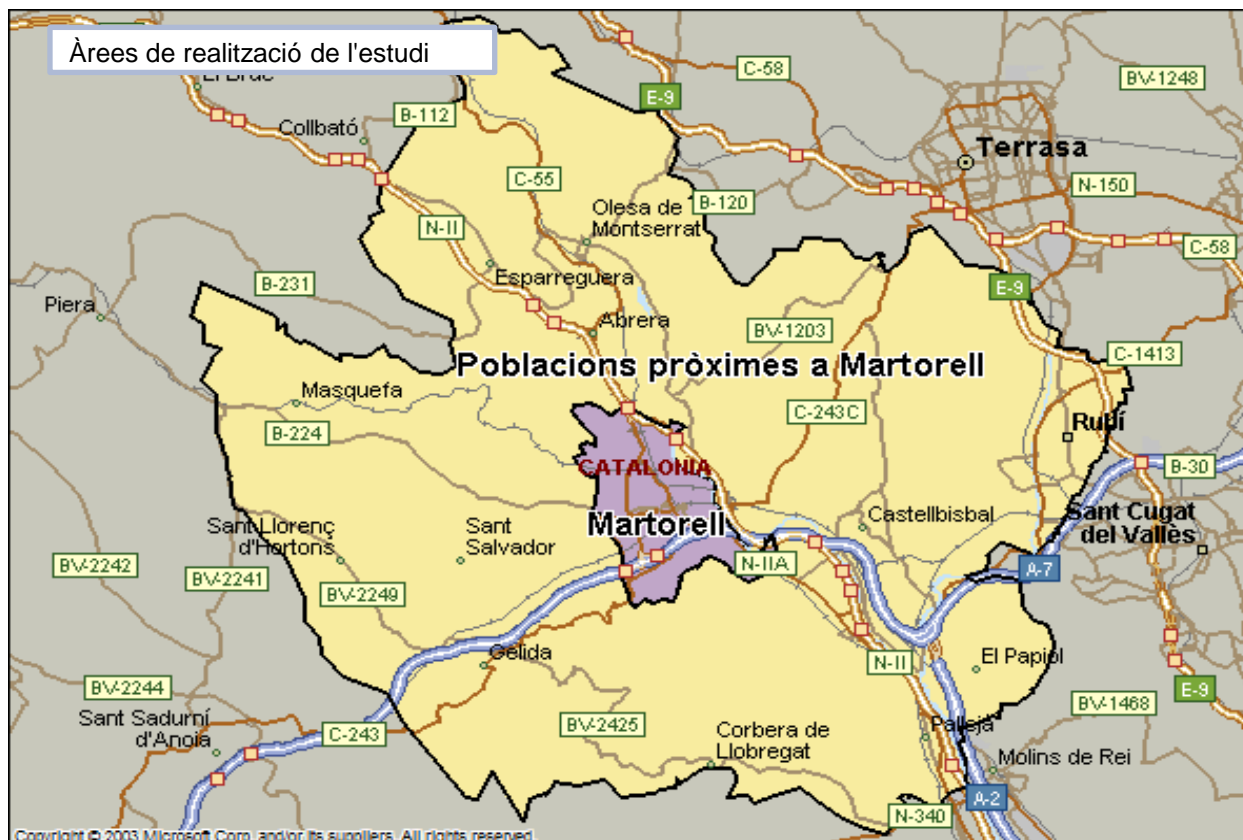 Àrees de realització de l'estudi
El Bruc
C-58
BV-1248
E-9
B-112
Collbató
Terrasa
C-55
N-150
B-120
Olesa de
Montserrat
N-II
C-58
Esparreguera
B-231
E-9
Piera
Abrera
BV-1203
C-1413
Poblacions pròximes a Martorell
Masquefa
C-243C
B-224
Rubí
CATALONIA
B-30
Martorell
Castellbisbal
Sant Cugat
del Vallès
Sant Llorenç
d'Hortons
Sant
Salvador
BV-2242
BV-2241
N-IIA
A-7
BV-2249
Gelida
N-II
El Papiol
BV-2244
E-9
BV-1468
Sant Sadurní
d'Anoia
C-243
BV-2425
Corbera de
Llobregat
Pallejà
Molins de Rei
A-2
N-340
Copyright © 2003 Microsoft Corp. and/or its suppliers. All rights reserved.